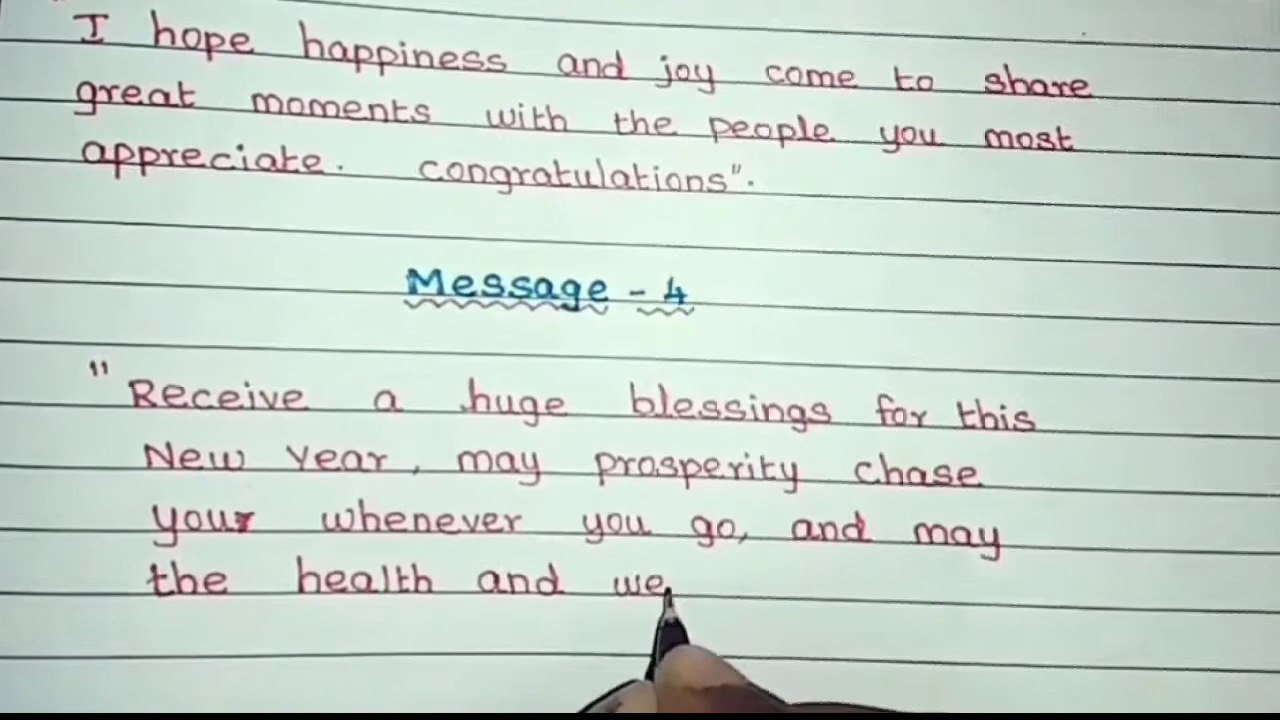 "I hope happiness and joy come to share
great moments with the people you most
appreciate. congratulations".
Message - 4
"Receive a huge blessings for this
New Year, may prosperity chase
your whenever you go, and may
the health and we